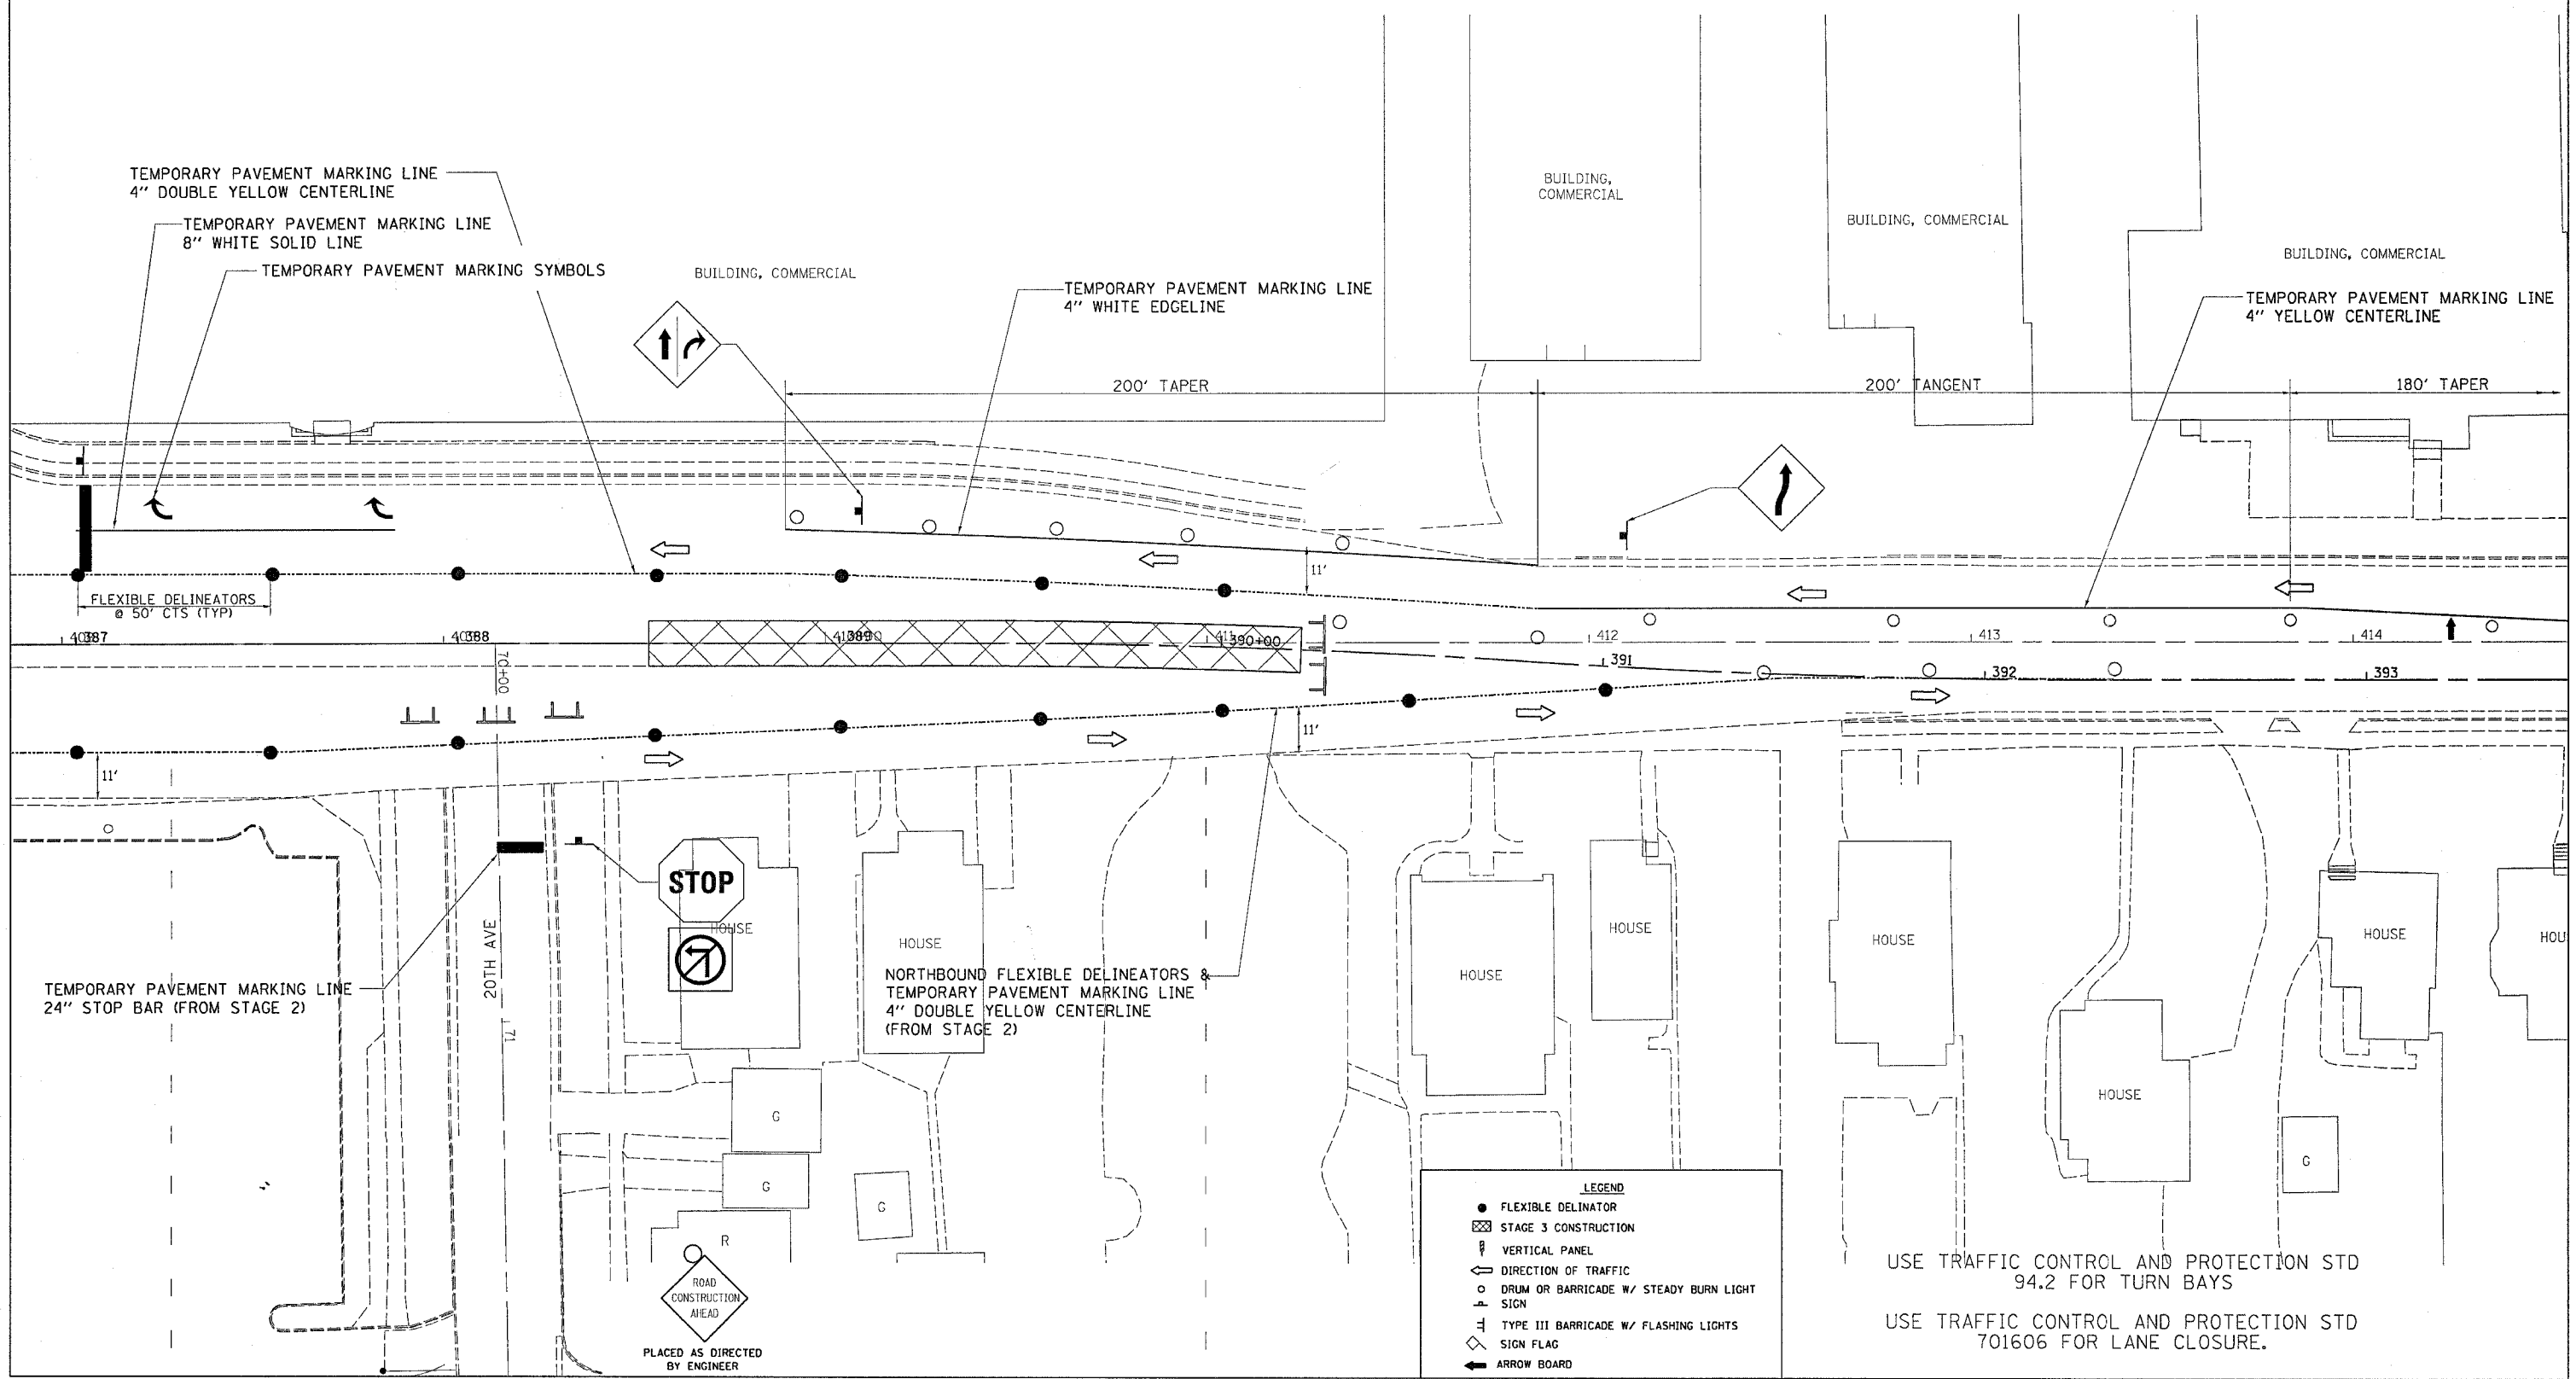 TEMPORARY PAVEMENT MARKING LINE
4" DOUBLE YELLOW CENTERLINE
TEMPORARY PAVEMENT MARKING LINE
8" WHITE SOLID LINE
TEMPORARY PAVEMENT MARKING SYMBOLS
BUILDING, COMMERCIAL
TEMPORARY PAVEMENT MARKING LINE
4" WHITE EDGELINE
BUILDING,
COMMERCIAL
BUILDING, COMMERCIAL
BUILDING, COMMERCIAL
TEMPORARY PAVEMENT MARKING LINE
4" YELLOW CENTERLINE
200' TAPER
200' TANGENT
180' TAPER
11'
FLEXIBLE DELINEATORS
@ 50' CTS (TYP)
387
388
389
390+00
412
413
414
391
392
393
70+00
11'
11'
STOP
HOUSE
HOUSE
HOUSE
HOUSE
HOUSE
HOUSE
HOUSE
HOU
20TH AVE
71
TEMPORARY PAVEMENT MARKING LINE
24" STOP BAR (FROM STAGE 2)
NORTHBOUND FLEXIBLE DELINEATORS &
TEMPORARY PAVEMENT MARKING LINE
4" DOUBLE YELLOW CENTERLINE
(FROM STAGE 2)
G
G
G
G
R
ROAD
CONSTRUCTION
AHEAD
PLACED AS DIRECTED
BY ENGINEER
LEGEND
FLEXIBLE DELINATOR
STAGE 3 CONSTRUCTION
VERTICAL PANEL
DIRECTION OF TRAFFIC
DRUM OR BARRICADE W/ STEADY BURN LIGHT
SIGN
TYPE III BARRICADE W/ FLASHING LIGHTS
SIGN FLAG
ARROW BOARD
USE TRAFFIC CONTROL AND PROTECTION STD
94.2 FOR TURN BAYS
USE TRAFFIC CONTROL AND PROTECTION STD
701606 FOR LANE CLOSURE.